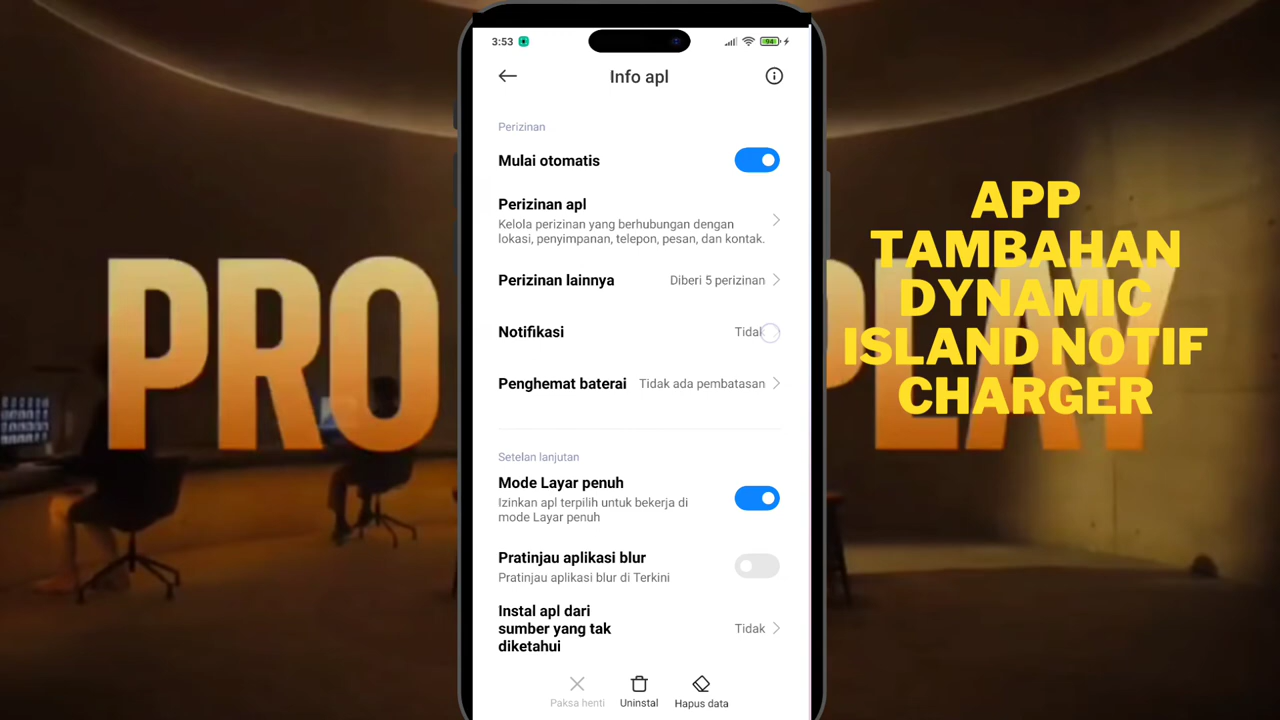 3:53
94
Info apl
Perizinan
Mulai otomatis
Perizinan apl
Kelola perizinan yang berhubungan dengan
lokasi, penyimpanan, telepon, pesan, dan kontak.
Perizinan lainnya
Diberi 5 perizinan
Notifikasi
Tidak
Penghemat baterai
Tidak ada pembatasan
Setelan lanjutan
Mode Layar penuh
Izinkan apl terpilih untuk bekerja di
mode Layar penuh
Pratinjau aplikasi blur
Pratinjau aplikasi blur di Terkini
Instal apl dari
sumber yang tak
diketahui
Tidak
Paksa henti
Uninstal
Hapus data
PRO
PLAY
APP
TAMBAHAN
DYNAMIC
ISLAND NOTIF
CHARGER